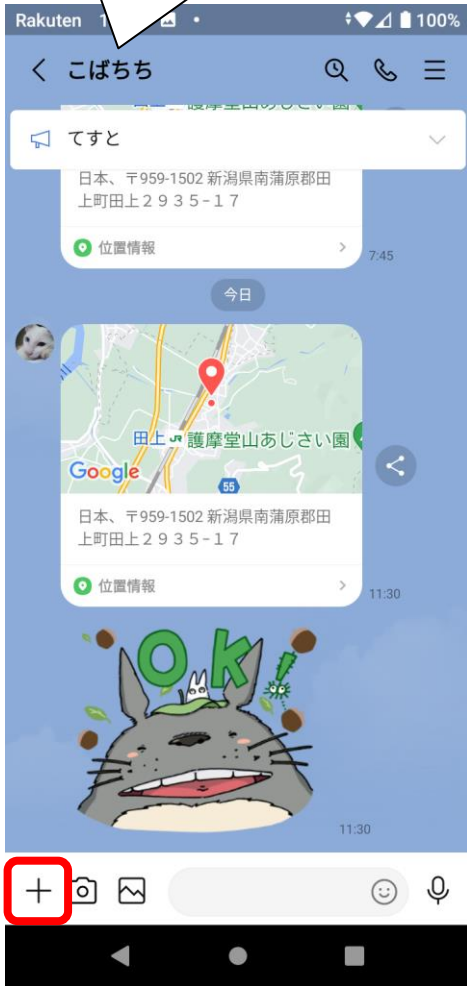 Rakuten
100%
こばちち
てすと
日本、〒959-1502 新潟県南蒲原郡田
上町田上２９３５−１７
位置情報
7:45
今日
田上
JR
護摩堂山あじさい園
Google
55
日本、〒959-1502 新潟県南蒲原郡田
上町田上２９３５−１７
位置情報
11:30
OK!
11:30